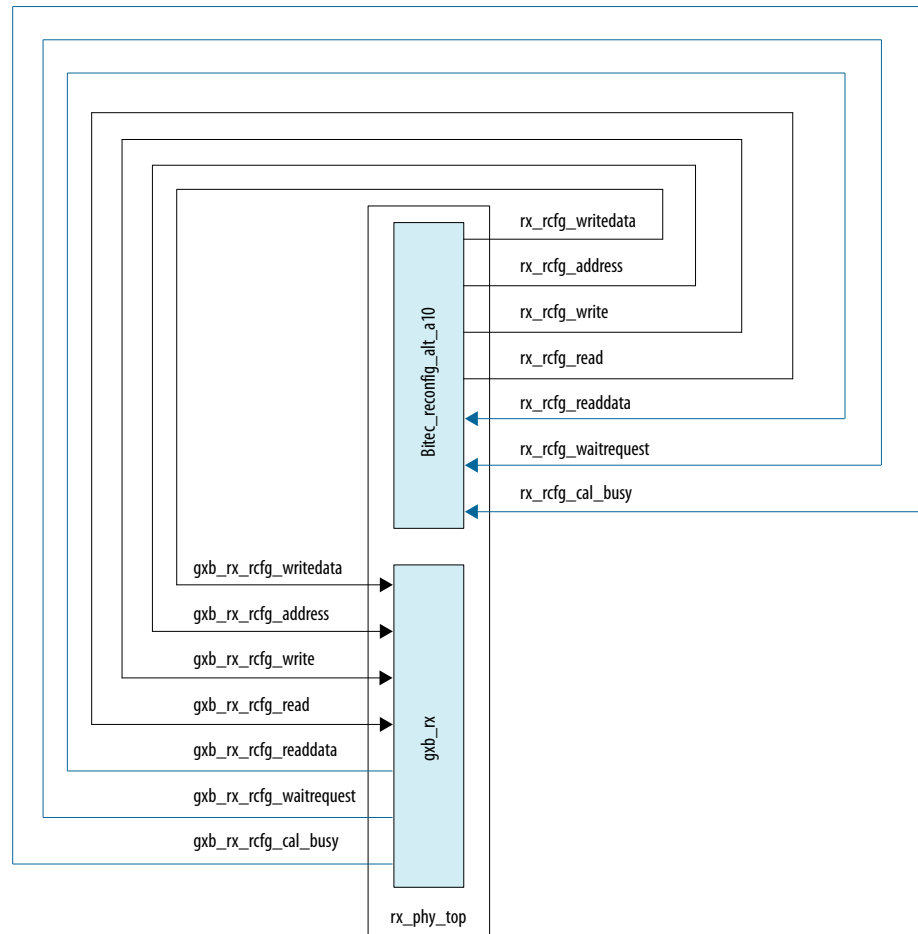 rx_rcfg_writedata
rx_rcfg_address
rx_rcfg_write
rx_rcfg_read
rx_rcfg_readdata
rx_rcfg_waitrequest
rx_rcfg_cal_busy
Bitec_reconfig_alt_a10
gxb_rx_rcfg_writedata
gxb_rx_rcfg_address
gxb_rx_rcfg_write
gxb_rx_rcfg_read
gxb_rx_rcfg_readdata
gxb_rx_rcfg_waitrequest
gxb_rx_rcfg_cal_busy
gxb_rx
rx_phy_top